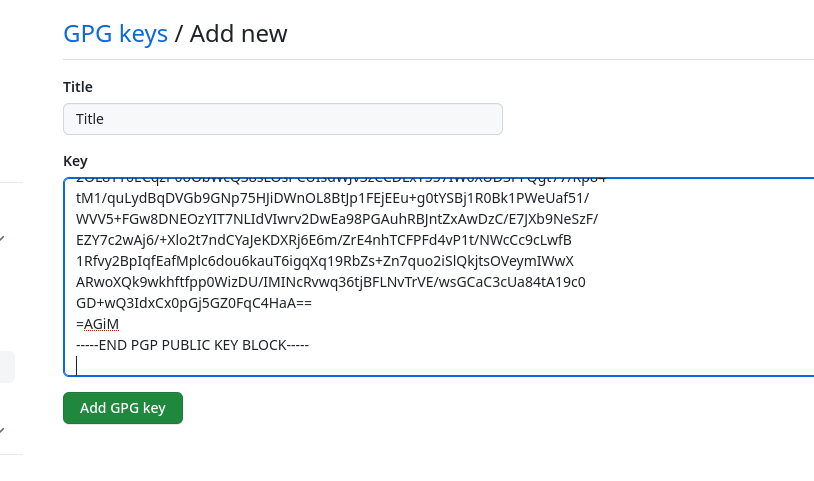 GPG keys / Add new
Title
Title
Key
tM1/quLydBqDVGb9GNp75HJiDWnOL8BtJp1FEjEEu+g0tYSBj1R0Bk1PWeUaf51/
WVV5+FGw8DNEOzYIT7NLIdVIwrv2DwEa98PGAuhRBJntZxAwDzC/E7JXb9NeSzF/
EZY7c2wAj6/+Xlo2t7ndCYaJeKDXRj6E6m/ZrE4nhTCFPFd4vP1t/NWcCc9cLwfB
1Rfvy2BpIqfEafMplc6dou6kauT6igqXq19RbZs+Zn7quo2iSlQkjtsOVeymIWwX
ARwoXQk9wkhftfpp0WizDU/IMINcRvwq36tjBFLNvTrVE/wsGCaC3cUa84tA19c0
GD+wQ3IdxCx0pGj5GZ0FqC4HaA==
=AGiM
-----END PGP PUBLIC KEY BLOCK-----
Add GPG key